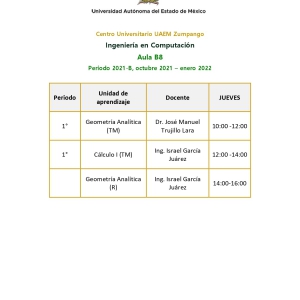 Universidad Autónoma del Estado de México
Centro Universitario UAEM Zumpango
Ingeniería en Computación
Aula B8
Periodo 2021-B, octubre 2021 – enero 2022
Periodo
Unidad de
aprendizaje
Docente
JUEVES
1°
Geometría Analítica
(TM)
Dr. José Manuel
Trujillo Lara
10:00 -12:00
1°
Cálculo I (TM)
Ing. Israel García
Juárez
12:00 -14:00
Geometría Analítica
(R)
Ing. Israel García
Juárez
14:00-16:00